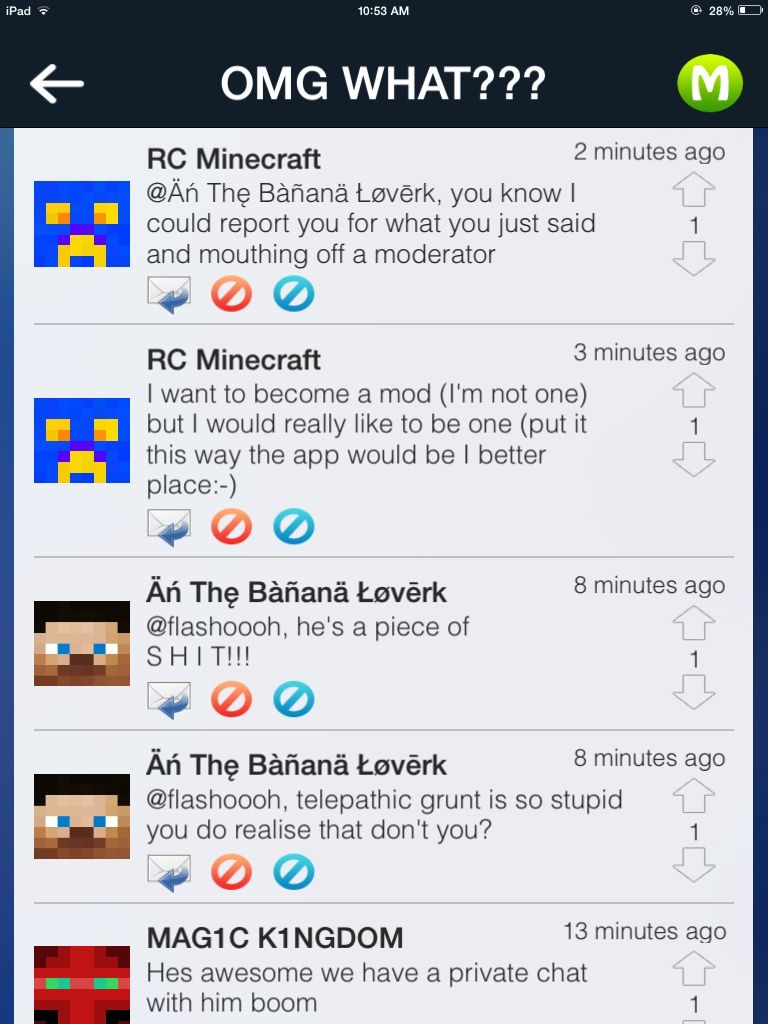 iPad 10:53 AM 28%
OMG WHAT???
M
RC Minecraft 2 minutes ago
@Äń Thę Bàñanä Łøvērk, you know I
could report you for what you just said
and mouthing off a moderator
1
RC Minecraft 3 minutes ago
I want to become a mod (I'm not one)
but I would really like to be one (put it
this way the app would be I better
place:-)
1
Äń Thę Bàñanä Łøvērk 8 minutes ago
@flashoooh, he's a piece of
S H I T!!!
1
Äń Thę Bàñanä Łøvērk 8 minutes ago
@flashoooh, telepathic grunt is so stupid
you do realise that don't you?
1
MAG1C K1NGDOM 13 minutes ago
Hes awesome we have a private chat
with him boom
1